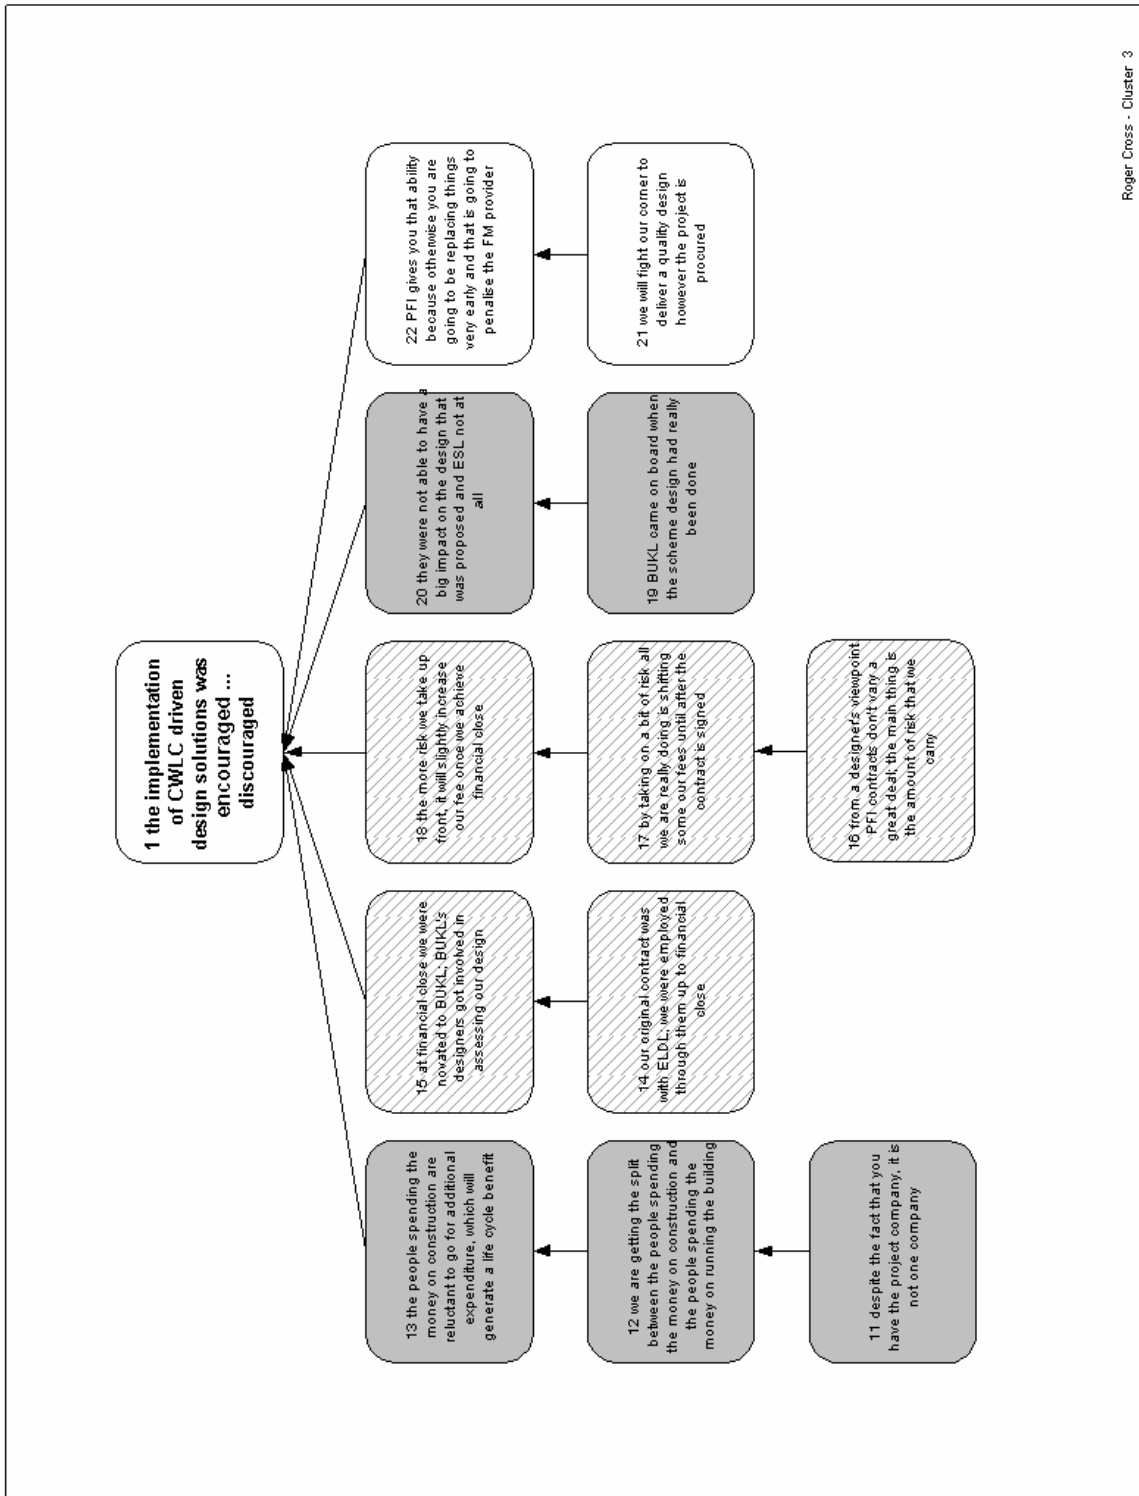 1 the implementation
of CWLC driven
design solutions was
encouraged ...
discouraged
13 the people spending the
money on construction are
reluctant to go for additional
expenditure, which will
generate a life cycle benefit
15 at financial close we were
novated to BUKL; BUKL's
designers got involved in
assessing our design
18 the more risk we take up
front, it will slightly increase
our fee once we achieve
financial close
20 they were not able to have a
big impact on the design that
was proposed and ESL not at
all
22 PFI gives you that ability
because otherwise you are
going to be replacing things
very early and that is going to
penalise the FM provider
12 we are getting the split
between the people spending
the money on construction and
the people spending the
money on running the building
14 our original contract was
with ELDL; we were employed
through them up to financial
close
17 by taking on a bit of risk all
we are really doing is shifting
some our fees until after the
contract is signed
19 BUKL came on board when
the scheme design had really
been done
21 we will fight our corner to
deliver a quality design
however the project is
procured
11 despite the fact that you
have the project company, it is
not one company
16 from a designer's viewpoint
PFI contracts don't vary a
great deal; the main thing is
the amount of risk that we
carry
Roger Cross - Cluster 3